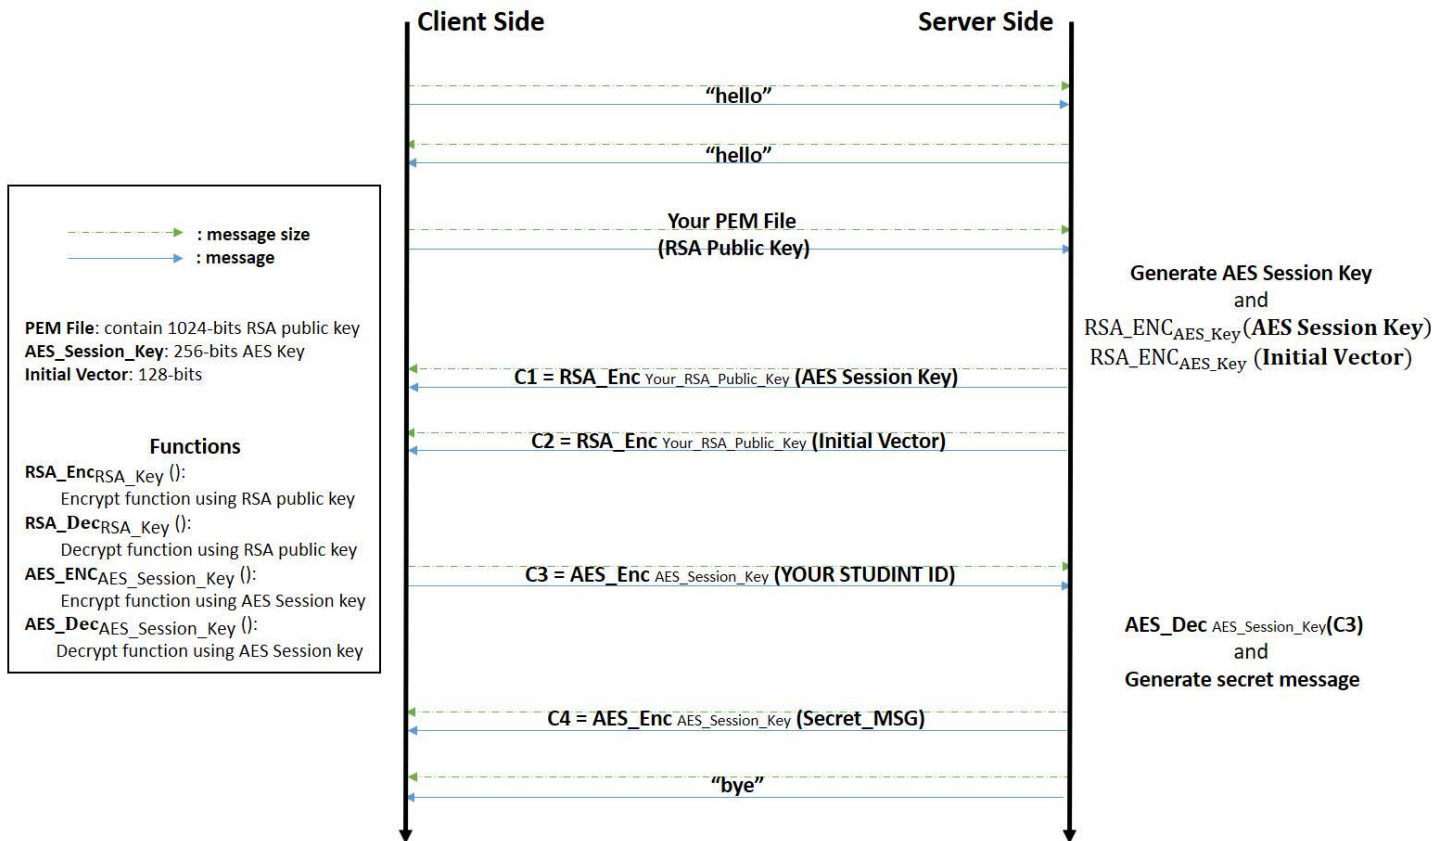 Client Side
Server Side
“hello”
“hello”
Your PEM File
(RSA Public Key)
: message size
: message
PEM File: contain 1024-bits RSA public key
AES_Session_Key: 256-bits AES Key
Initial Vector: 128-bits
Functions
RSA_EncRSA_Key ():
Encrypt function using RSA public key
RSA_DecRSA_Key ():
Decrypt function using RSA public key
AES_ENCAES_Session_Key ():
Encrypt function using AES Session key
AES_DecAES_Session_Key ():
Decrypt function using AES Session key
Generate AES Session Key
and
RSA_ENCAES_Key(AES Session Key)
RSA_ENCAES_Key (Initial Vector)
C1 = RSA_Enc Your_RSA_Public_Key (AES Session Key)
C2 = RSA_Enc Your_RSA_Public_Key (Initial Vector)
C3 = AES_Enc AES_Session_Key (YOUR STUDINT ID)
AES_Dec AES_Session_Key(C3)
and
Generate secret message
C4 = AES_Enc AES_Session_Key (Secret_MSG)
“bye”